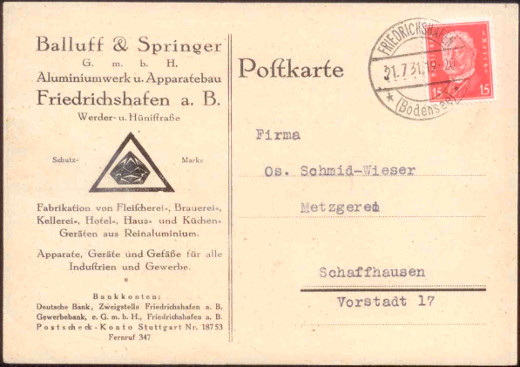 Balluff & Springer
G. m. b. H.
Aluminiumwerk u. Apparatebau
Friedrichshafen a. B.
Werder- u. Hünistraße
Schutz- Marke
Fabrikation von Fleischerei-, Brauerei-,
Kellerei-, Hotel-, Haus- und Küchen-
Geräten aus Reinaluminium.
Apparate, Geräte und Gefäße für alle
Industrien und Gewerbe.
*
Bankkonten:
Deutsche Bank, Zweigstelle Friedrichshafen a. B.
Gewerbebank, e. G. m. b. H., Friedrichshafen a. B.
Postscheck-Konto Stuttgart Nr. 18753
Fernruf 347
Postkarte
FRIEDRICHSHAFEN
21.7.31.
* (Bodensee) *
15 15
Firma
Os. Schmid-Wieser
Metzgerei
Schaffhausen
Vorstadt 17